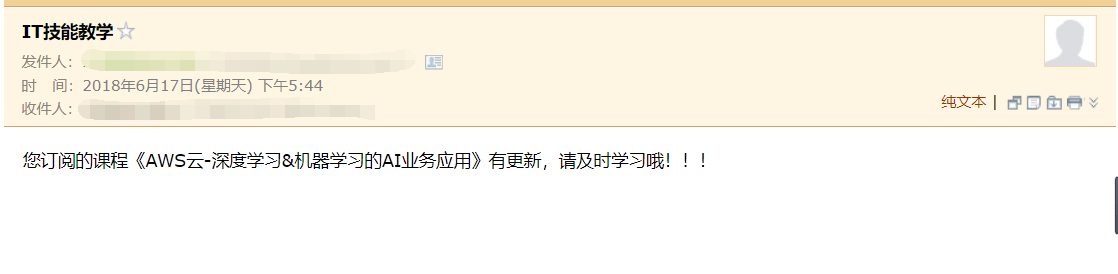 IT技能教学
发件人:
时　间: 2018年6月17日(星期天) 下午5:44
收件人:
纯文本 |
您订阅的课程《AWS云-深度学习&机器学习的AI业务应用》有更新，请及时学习哦！！！